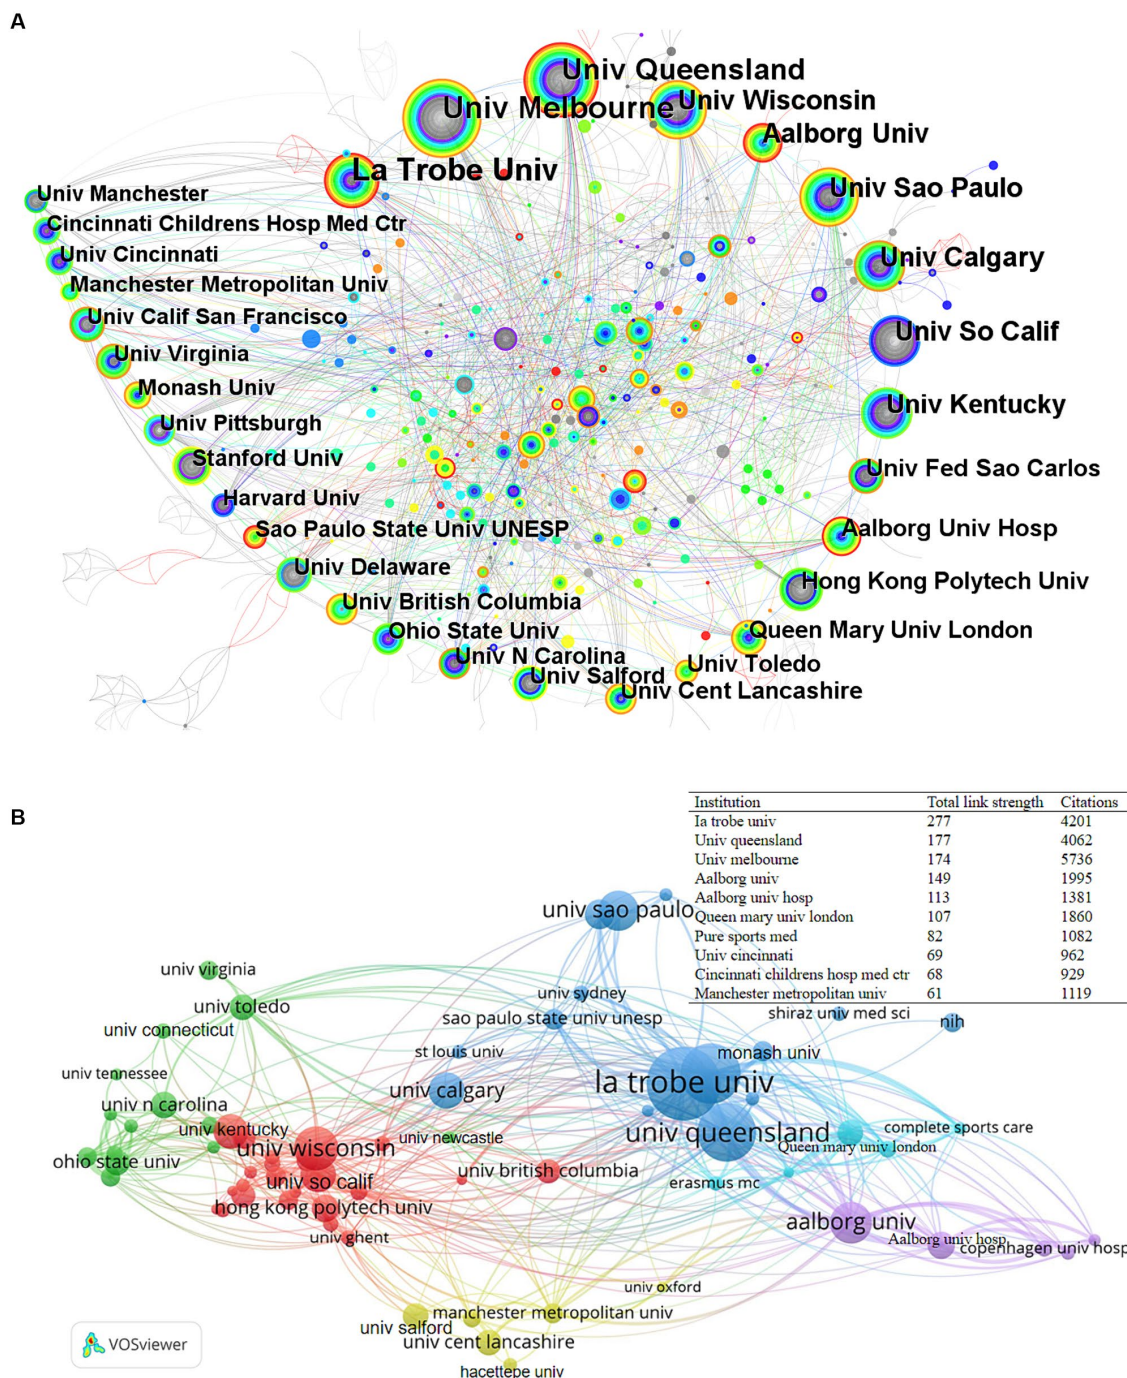 A
Univ Queensland
Univ Melbourne
Univ Wisconsin
Aalborg Univ
La Trobe Univ
Univ Sao Paulo
Univ Manchester
Cincinnati Childrens Hosp Med Ctr
Univ Cincinnati
Univ Calgary
Manchester Metropolitan Univ
Univ Calif San Francisco
Univ So Calif
Univ Virginia
Monash Univ
Univ Kentucky
Univ Pittsburgh
Stanford Univ
Univ Fed Sao Carlos
Harvard Univ
Sao Paulo State Univ UNESP
Aalborg Univ Hosp
Univ Delaware
Hong Kong Polytech Univ
Univ British Columbia
Ohio State Univ
Queen Mary Univ London
Univ N Carolina
Univ Toledo
Univ Salford
Univ Cent Lancashire
B
Institution Total link strength Citations
la trobe univ 277 4201
Univ queensland 177 4062
Univ melbourne 174 5736
Aalborg univ 149 1995
Aalborg univ hosp 113 1381
Queen mary univ london 107 1860
Pure sports med 82 1082
Univ cincinnati 69 962
Cincinnati childrens hosp med ctr 68 929
Manchester metropolitan univ 61 1119
univ sao paulo
univ virginia
univ sydney
univ toledo
shiraz univ med sci
sao paulo state univ unesp
nih
univ connecticut
st louis univ
monash univ
univ tennessee
la trobe univ
univ calgary
univ n carolina
univ kentucky
complete sports care
univ newcastle
univ queensland
univ wisconsin
Queen mary univ london
ohio state univ
univ british columbia
univ so calif
erasmus mc
hong kong polytech univ
aalborg univ
univ ghent
Aalborg univ hosp
copenhagen univ hosp
univ oxford
manchester metropolitan univ
univ salford
univ cent lancashire
VOSviewer
hacettepe univ